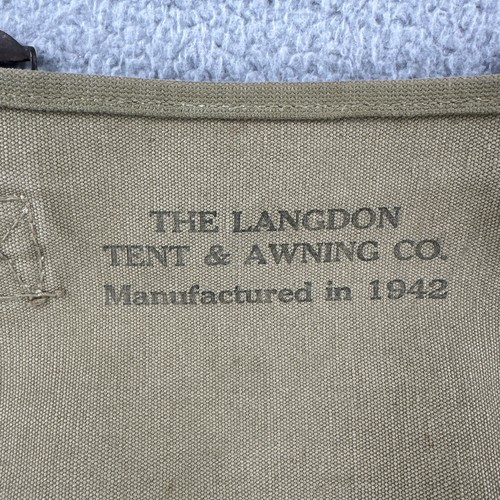 THE LANGDON
TENT & AWNING CO.
Manufactured in 1942